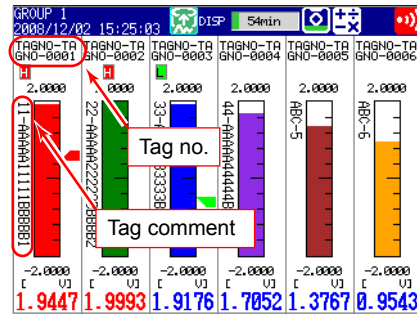 GROUP 1
2008/12/02 15:25:03
DISP
54min
TAGNO-TA GNO-0001
TAGNO-TA GNO-0002
TAGNO-TA GNO-0003
TAGNO-TA GNO-0004
TAGNO-TA GNO-0005
TAGNO-TA GNO-0006
H
H
L
2.0000 2.0000 2.0000 2.0000 2.0000 2.0000
11-AAAAA11111BBBBB1
ABC-5
ABC-6
Tag no.
Tag comment
-2.0000 -2.0000 -2.0000 -2.0000 -2.0000 -2.0000
[ V] [ V] [ V] [ V] [ V] [ V]
1.9447 1.9993 1.9176 1.7052 1.3767 0.9543